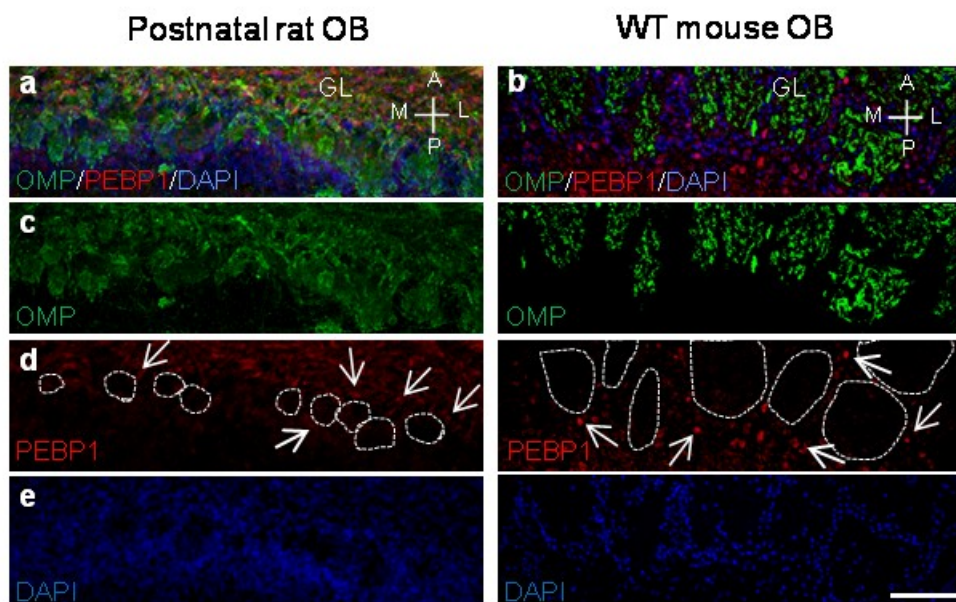 Postnatal rat OB
WT mouse OB
a
GL
A
M
L
P
OMP/PEBP1/DAPI
b
GL
A
M
L
P
OMP/PEBP1/DAPI
c
OMP
OMP
d
PEBP1
PEBP1
e
DAPI
DAPI